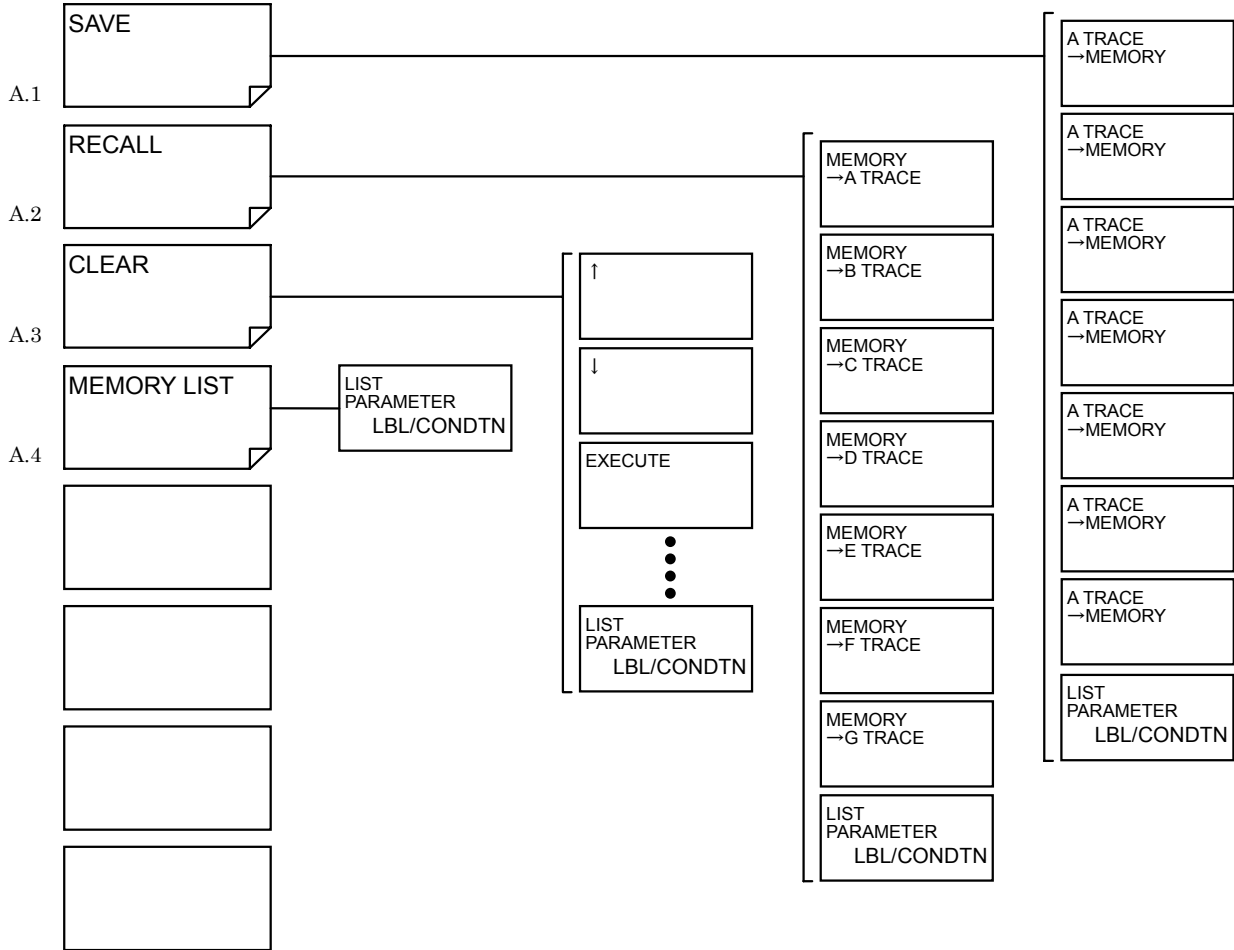 SAVE
A.1
RECALL
A.2
CLEAR
A.3
MEMORY LIST
A.4
LIST
PARAMETER
LBL/CONDTN
↑
↓
EXECUTE
LIST
PARAMETER
LBL/CONDTN
MEMORY
→A TRACE
MEMORY
→B TRACE
MEMORY
→C TRACE
MEMORY
→D TRACE
MEMORY
→E TRACE
MEMORY
→F TRACE
MEMORY
→G TRACE
LIST
PARAMETER
LBL/CONDTN
A TRACE
→MEMORY
A TRACE
→MEMORY
A TRACE
→MEMORY
A TRACE
→MEMORY
A TRACE
→MEMORY
A TRACE
→MEMORY
A TRACE
→MEMORY
LIST
PARAMETER
LBL/CONDTN